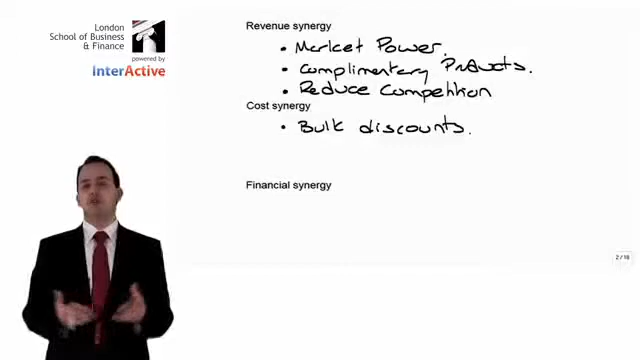 London
School of Business
& Finance
powered by
InterActive
Revenue synergy
• Market Power.
• Complimentary Products.
• Reduce Competition
Cost synergy
• Bulk discounts.
Financial synergy
2 / 16